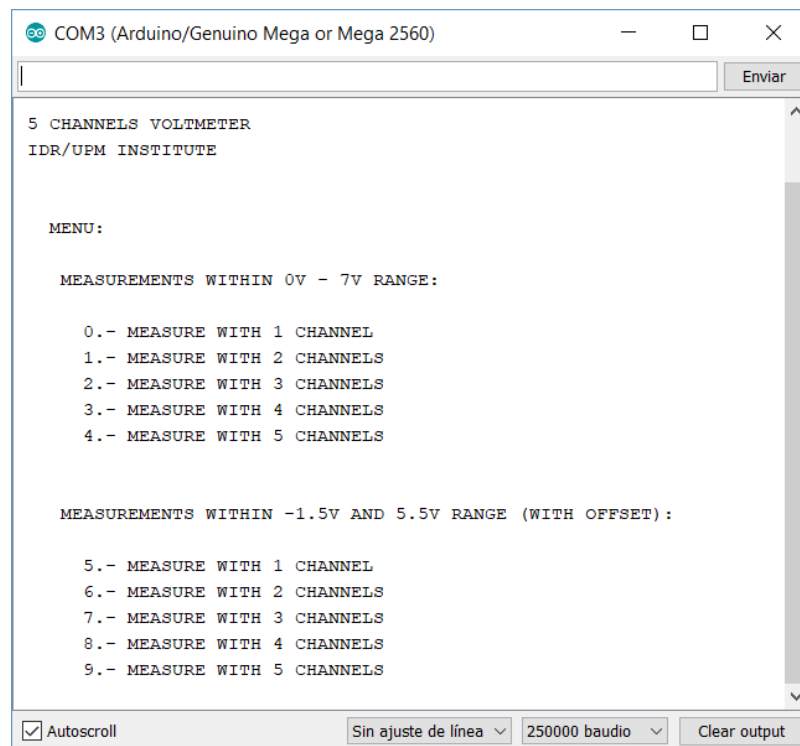 COM3 (Arduino/Genuino Mega or Mega 2560)
Enviar
5 CHANNELS VOLTMETER
IDR/UPM INSTITUTE
MENU:
MEASUREMENTS WITHIN 0V - 7V RANGE:
0.- MEASURE WITH 1 CHANNEL
1.- MEASURE WITH 2 CHANNELS
2.- MEASURE WITH 3 CHANNELS
3.- MEASURE WITH 4 CHANNELS
4.- MEASURE WITH 5 CHANNELS
MEASUREMENTS WITHIN -1.5V AND 5.5V RANGE (WITH OFFSET):
5.- MEASURE WITH 1 CHANNEL
6.- MEASURE WITH 2 CHANNELS
7.- MEASURE WITH 3 CHANNELS
8.- MEASURE WITH 4 CHANNELS
9.- MEASURE WITH 5 CHANNELS
Autoscroll Sin ajuste de línea 250000 baudio Clear output